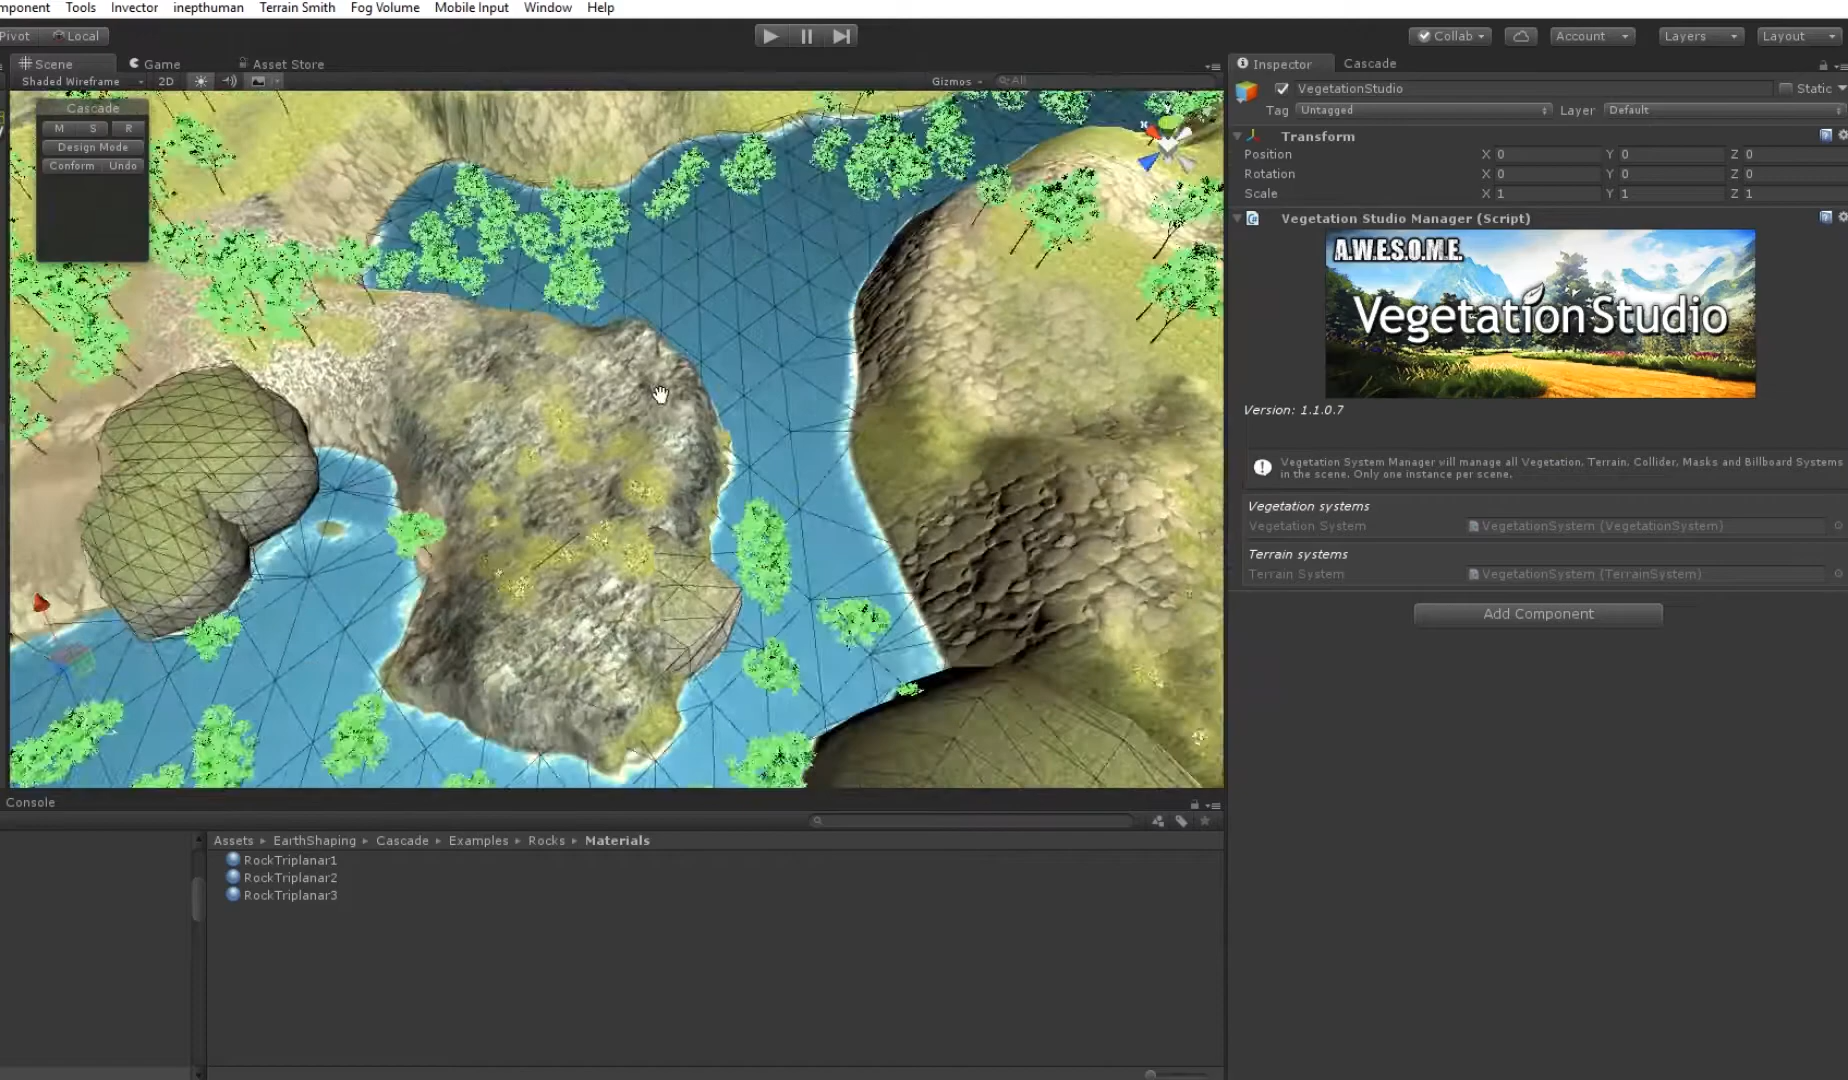 mponent Tools Invector inepthuman Terrain Smith Fog Volume Mobile Input Window Help
Pivot Local Collab Account Layers Layout
Scene Game Asset Store
Shaded Wireframe 2D Gizmos All
Cascade
M S R
Design Mode
Conform Undo
Inspector Cascade
VegetationStudio Static
Tag Untagged Layer Default
Transform
Position X 0 Y 0 Z 0
Rotation X 0 Y 0 Z 0
Scale X 1 Y 1 Z 1
Vegetation Studio Manager (Script)
A.W.E.S.O.M.E.
VegetationStudio
Version: 1.1.0.7
Vegetation System Manager will manage all Vegetation, Terrain, Collider, Masks and Billboard Systems
in the scene. Only one instance per scene.
Vegetation systems
Vegetation System VegetationSystem (VegetationSystem)
Terrain systems
Terrain System VegetationSystem (TerrainSystem)
Add Component
Console
Assets ▸ EarthShaping ▸ Cascade ▸ Examples ▸ Rocks ▸ Materials
RockTriplanar1
RockTriplanar2
RockTriplanar3